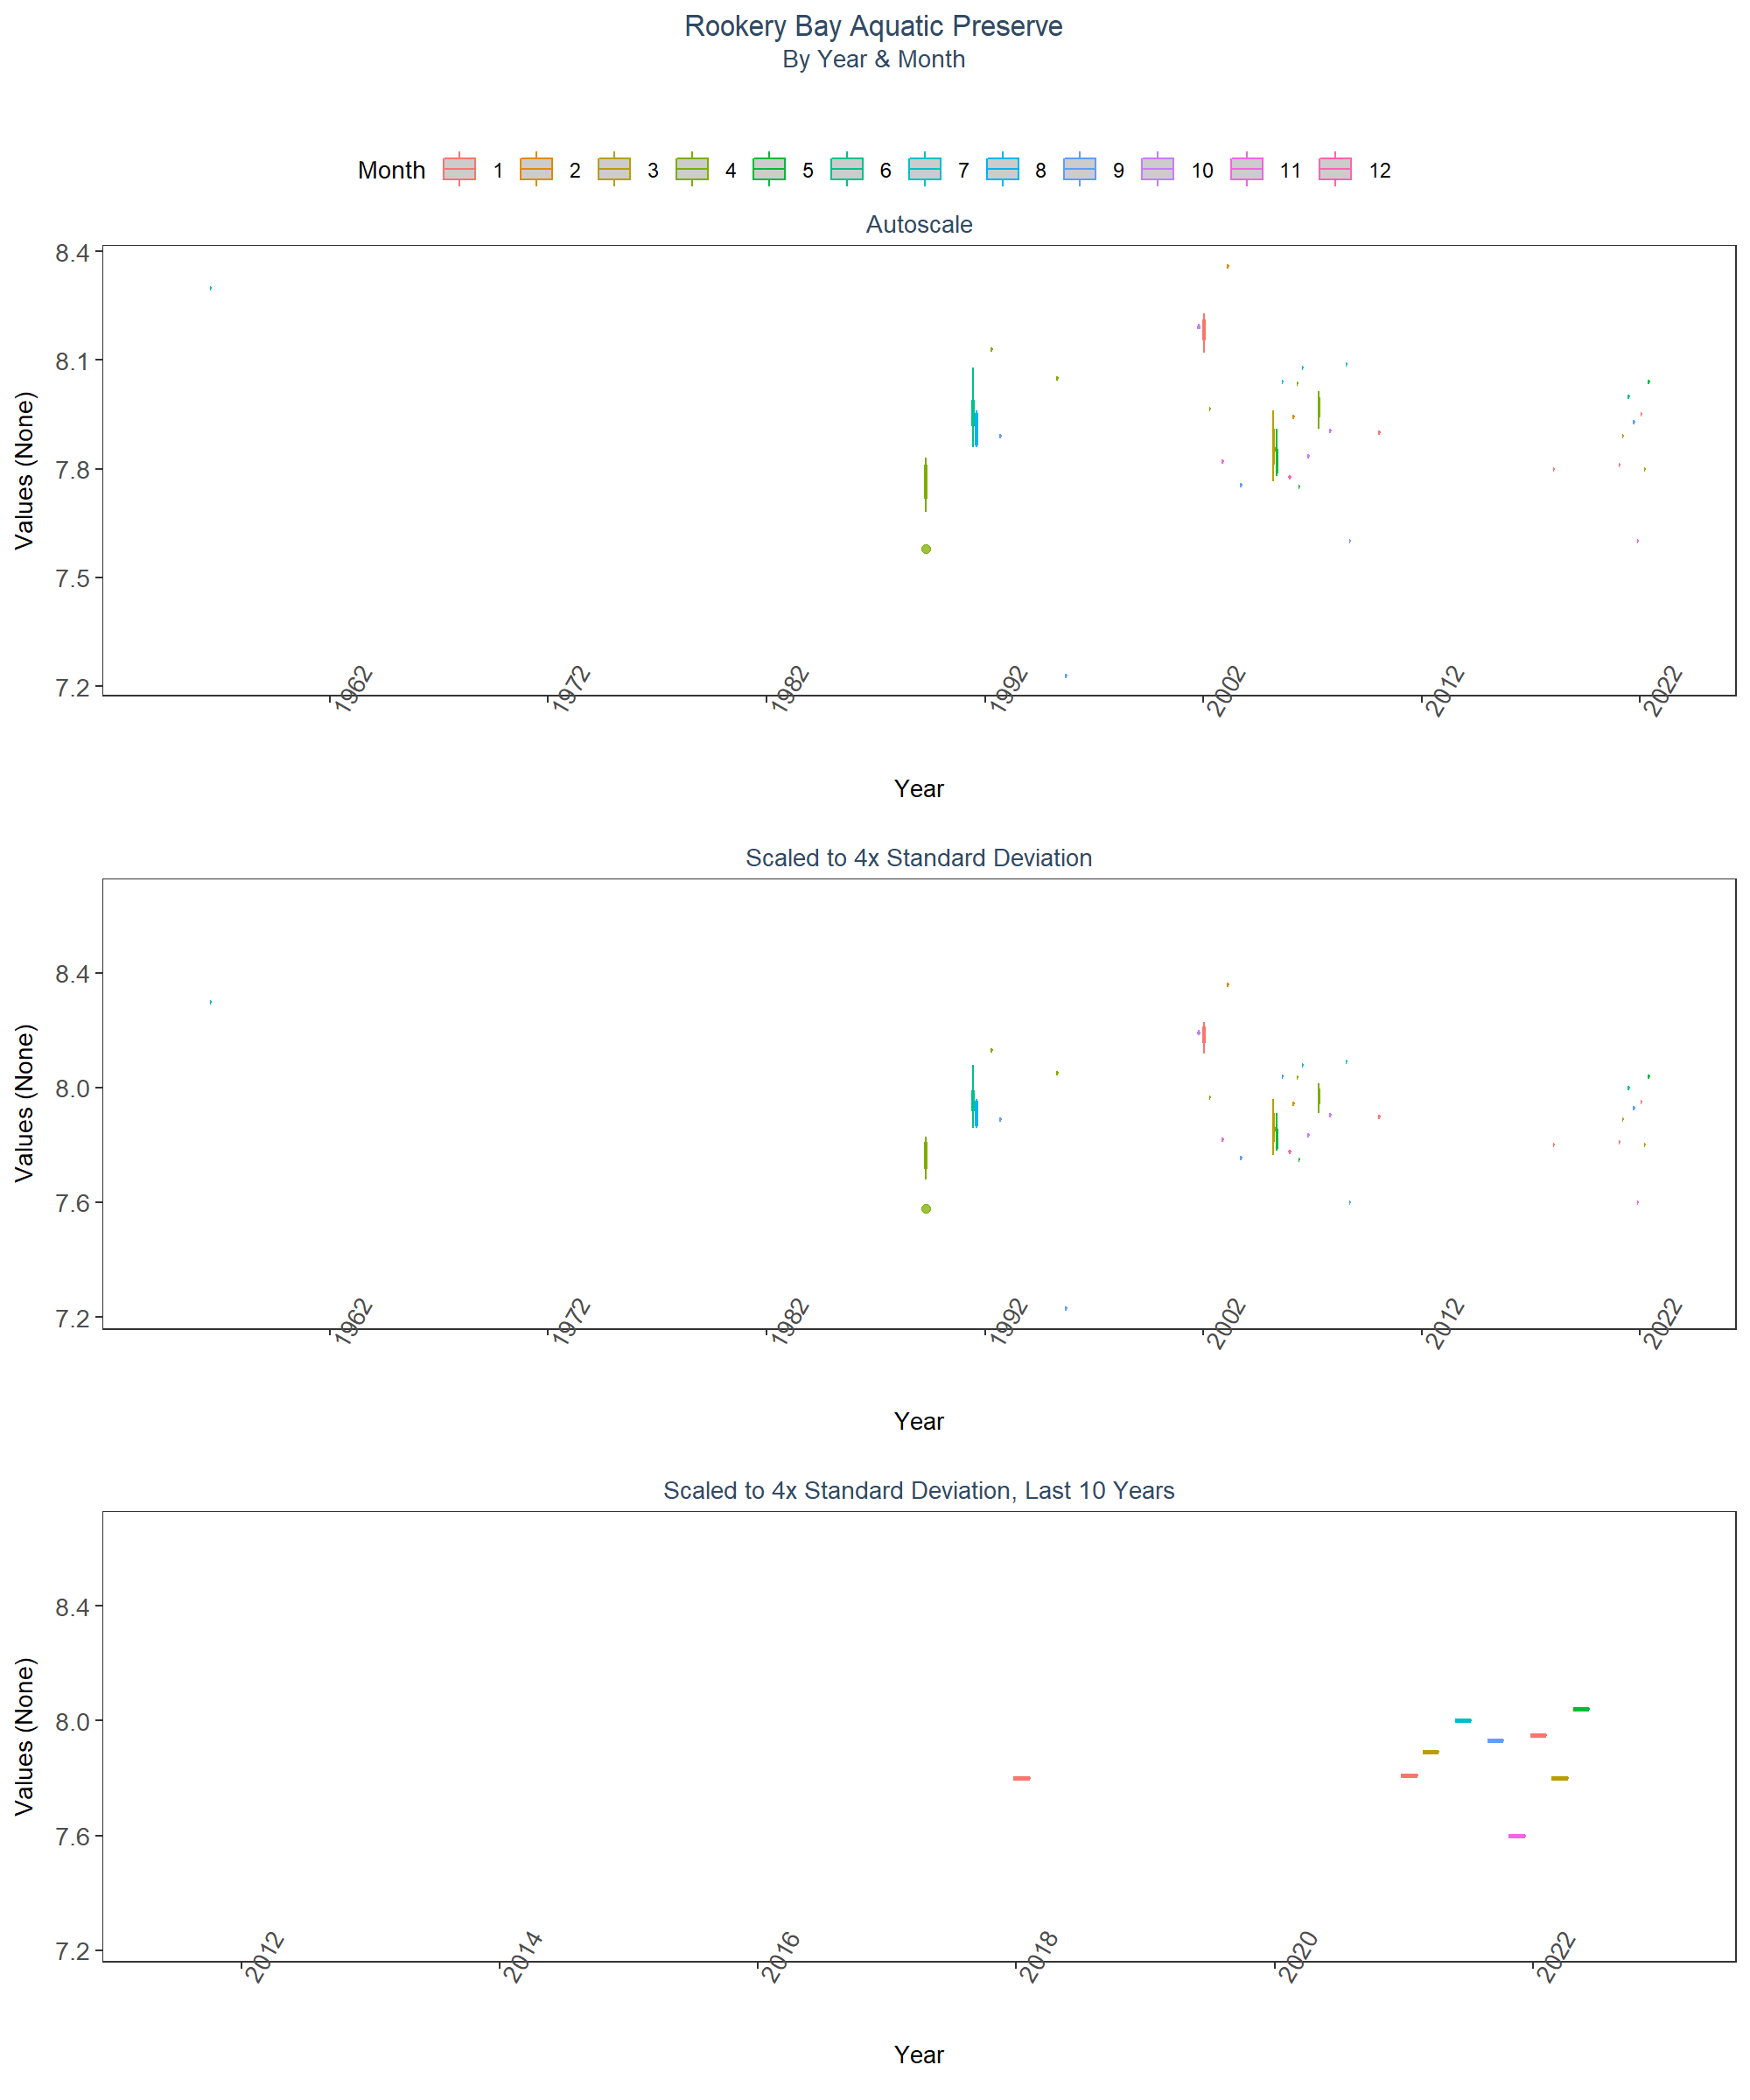 Rookery Bay Aquatic Preserve
By Year & Month
Month 1 2 3 4 5 6 7 8 9 10 11 12
Autoscale
Values (None)
8.4
8.1
7.8
7.5
7.2
1962 1972 1982 1992 2002 2012 2022
Year
Scaled to 4x Standard Deviation
Values (None)
8.4
8.0
7.6
7.2
1962 1972 1982 1992 2002 2012 2022
Year
Scaled to 4x Standard Deviation, Last 10 Years
Values (None)
8.4
8.0
7.6
7.2
2012 2014 2016 2018 2020 2022
Year